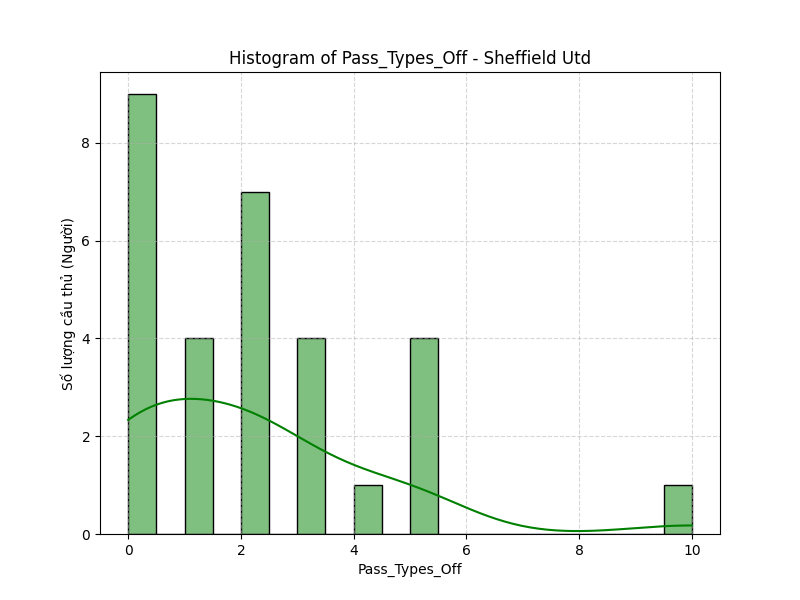 Histogram of Pass_Types_Off - Sheffield Utd
Số lượng cầu thủ (Người)
8
6
4
2
0
0 2 4 6 8 10
Pass_Types_Off